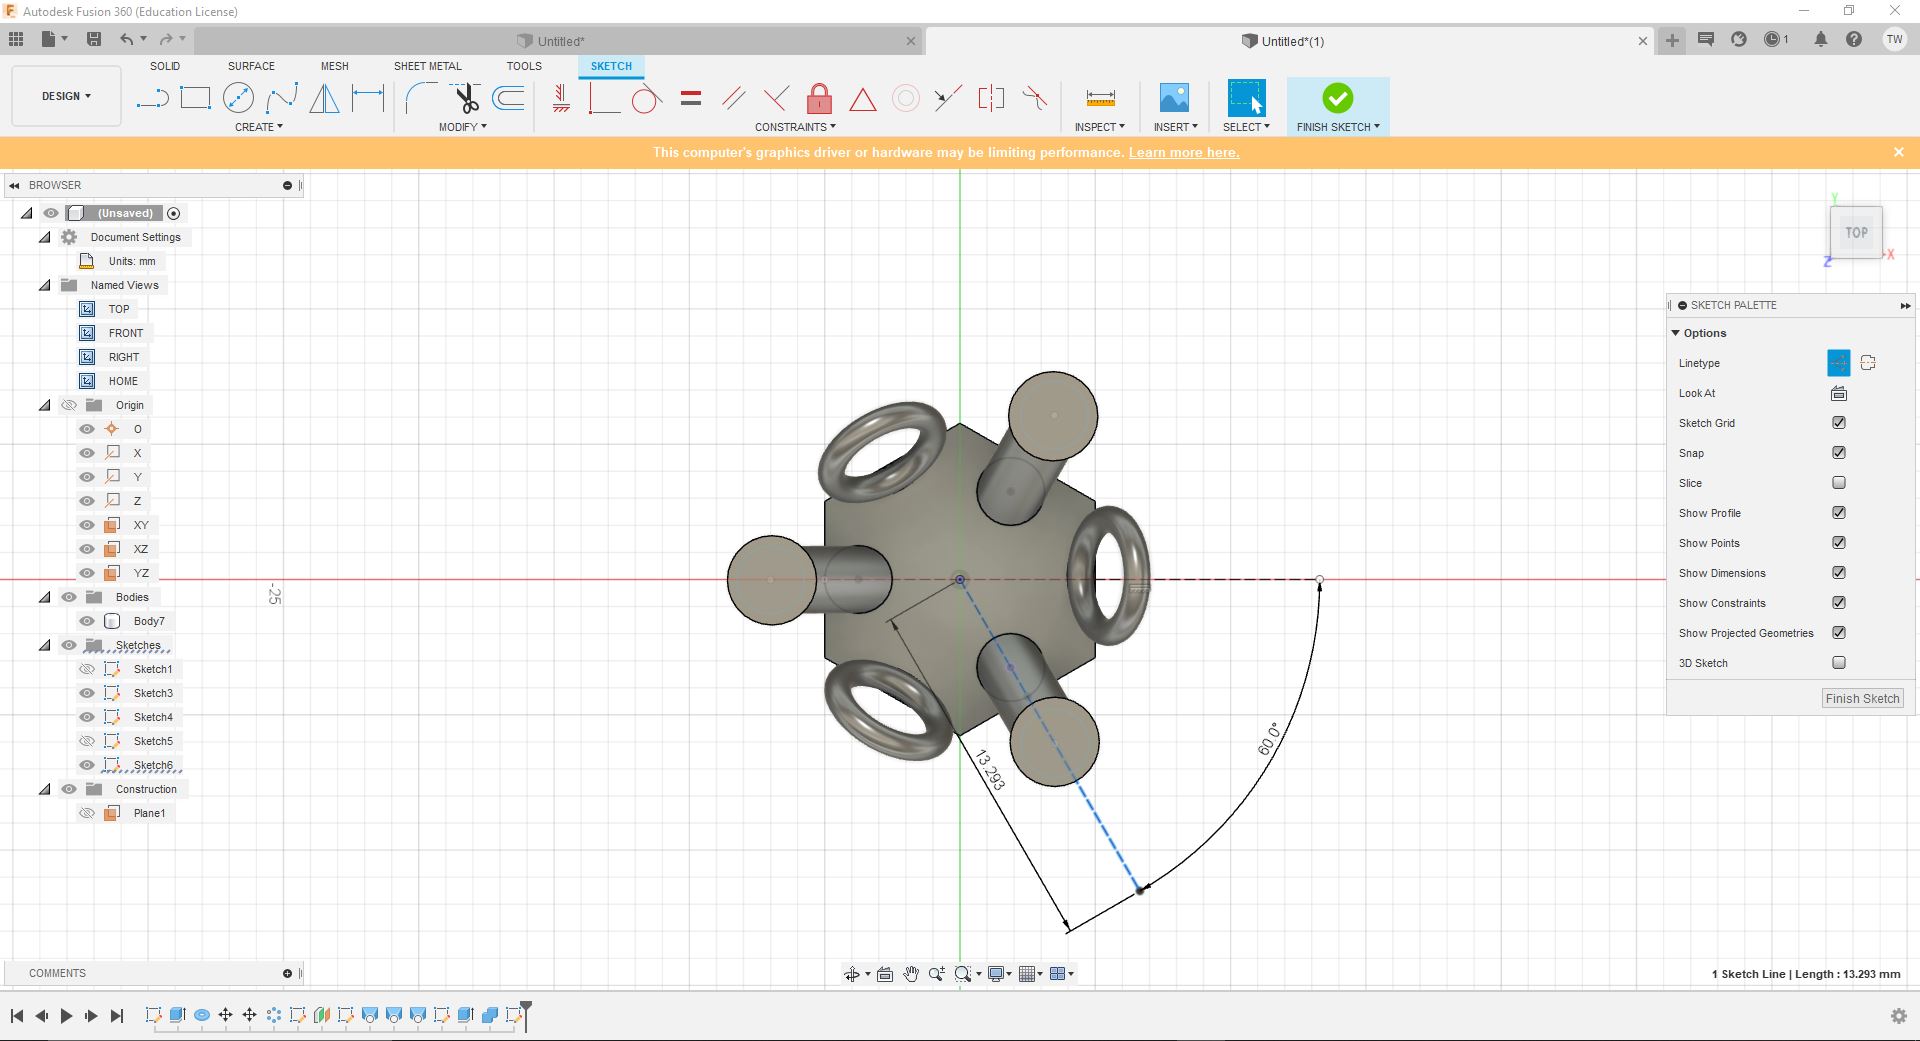 Autodesk Fusion 360 (Education License)
Untitled*
Untitled*(1)
1
TW
SOLID
SURFACE
MESH
SHEET METAL
TOOLS
SKETCH
DESIGN
CREATE
MODIFY
CONSTRAINTS
INSPECT
INSERT
SELECT
FINISH SKETCH
This computer's graphics driver or hardware may be limiting performance. Learn more here.
BROWSER
(Unsaved)
Document Settings
Units: mm
Named Views
TOP
FRONT
RIGHT
HOME
Origin
O
X
Y
Z
XY
XZ
YZ
Bodies
Body7
Sketches
Sketch1
Sketch3
Sketch4
Sketch5
Sketch6
Construction
Plane1
-25
13.293
60.0°
Y
TOP
X
Z
SKETCH PALETTE
Options
Linetype
Look At
Sketch Grid
Snap
Slice
Show Profile
Show Points
Show Dimensions
Show Constraints
Show Projected Geometries
3D Sketch
Finish Sketch
COMMENTS
1 Sketch Line | Length : 13.293 mm